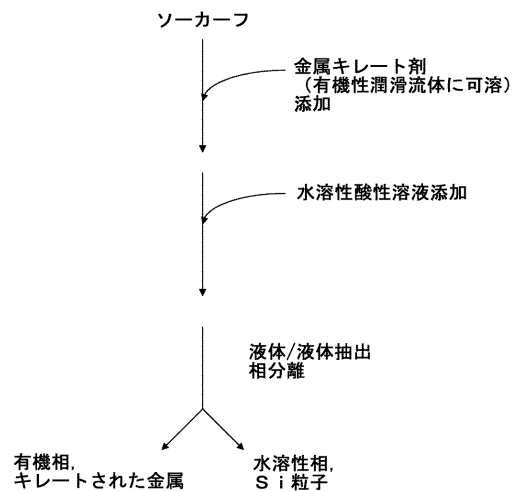 ソーカーフ
金属キレート剤
（有機性潤滑流体に可溶）
添加
水溶性酸性溶液添加
液体/液体抽出
相分離
有機相,
キレートされた金属
水溶性相,
Ｓｉ粒子